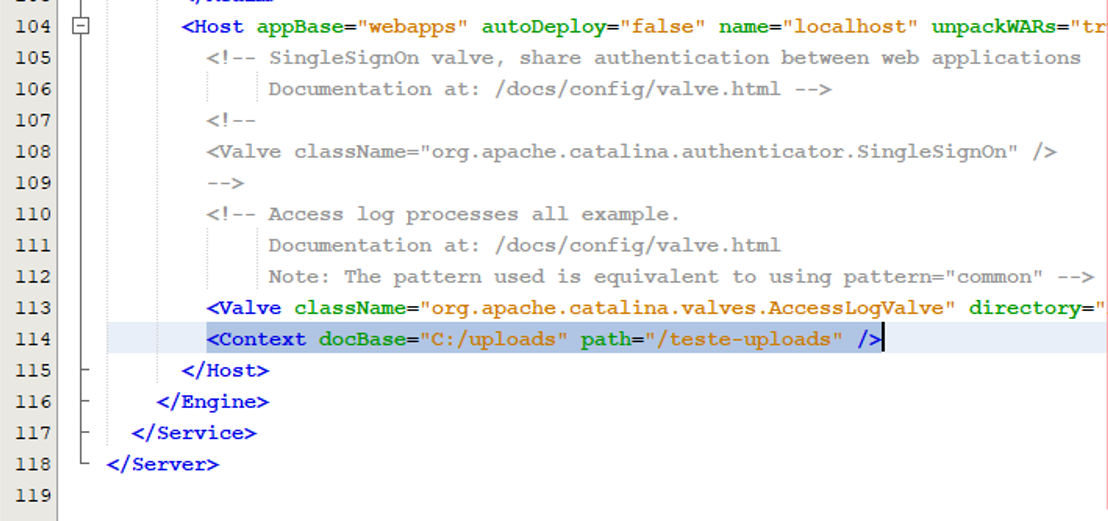 104 <Host appBase="webapps" autoDeploy="false" name="localhost" unpackWARs="tr
105 <!-- SingleSignOn valve, share authentication between web applications
106 Documentation at: /docs/config/valve.html -->
107 <!--
108 <Valve className="org.apache.catalina.authenticator.SingleSignOn" />
109 -->
110 <!-- Access log processes all example.
111 Documentation at: /docs/config/valve.html
112 Note: The pattern used is equivalent to using pattern="common" -->
113 <Valve className="org.apache.catalina.valves.AccessLogValve" directory="
114 <Context docBase="C:/uploads" path="/teste-uploads" />
115 </Host>
116 </Engine>
117 </Service>
118 </Server>
119